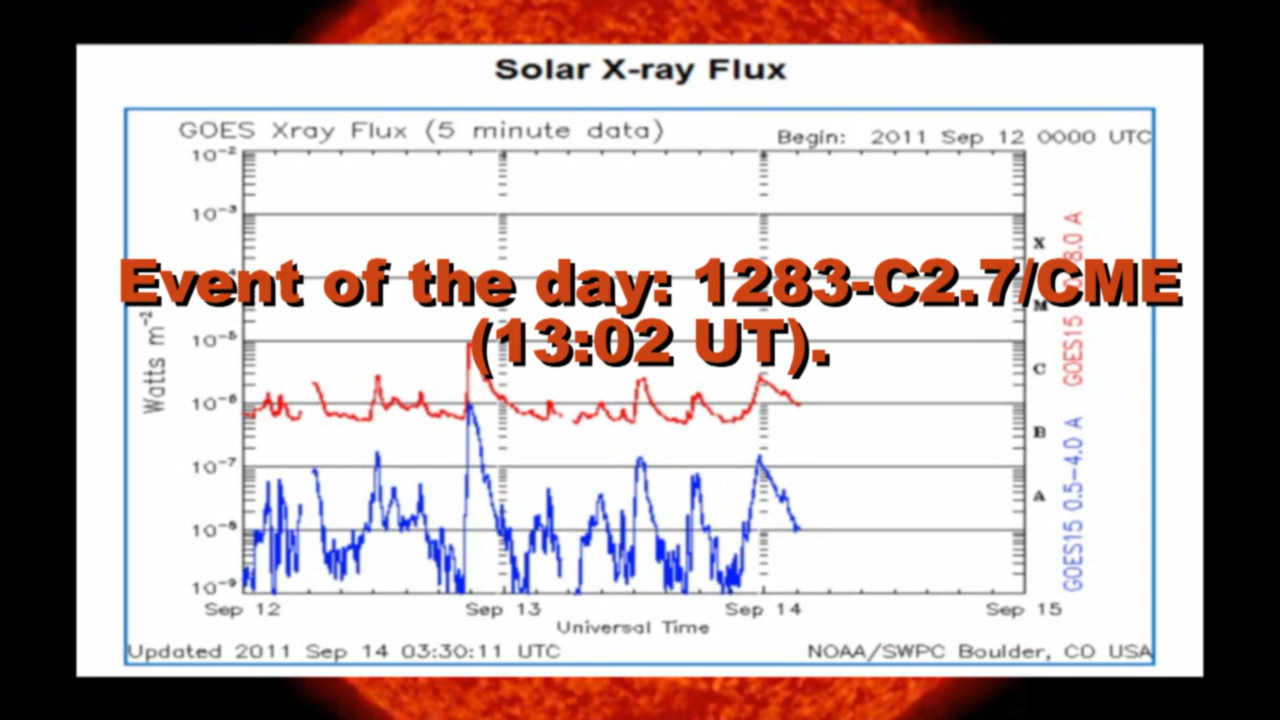 Solar X-ray Flux
GOES Xray Flux (5 minute data)
Begin: 2011 Sep 12 0000 UTC
10-2
10-3
Event of the day: 1283-C2.7/CME
(13:02 UT).
10-5
10-6
10-7
10-8
10-9
Watts m-2
X
M
C
B
A
GOES15 8.0 A
GOES15 0.5-4.0 A
Sep 12
Sep 13
Sep 14
Sep 15
Universal Time
Updated 2011 Sep 14 03:30:11 UTC
NOAA/SWPC Boulder, CO USA